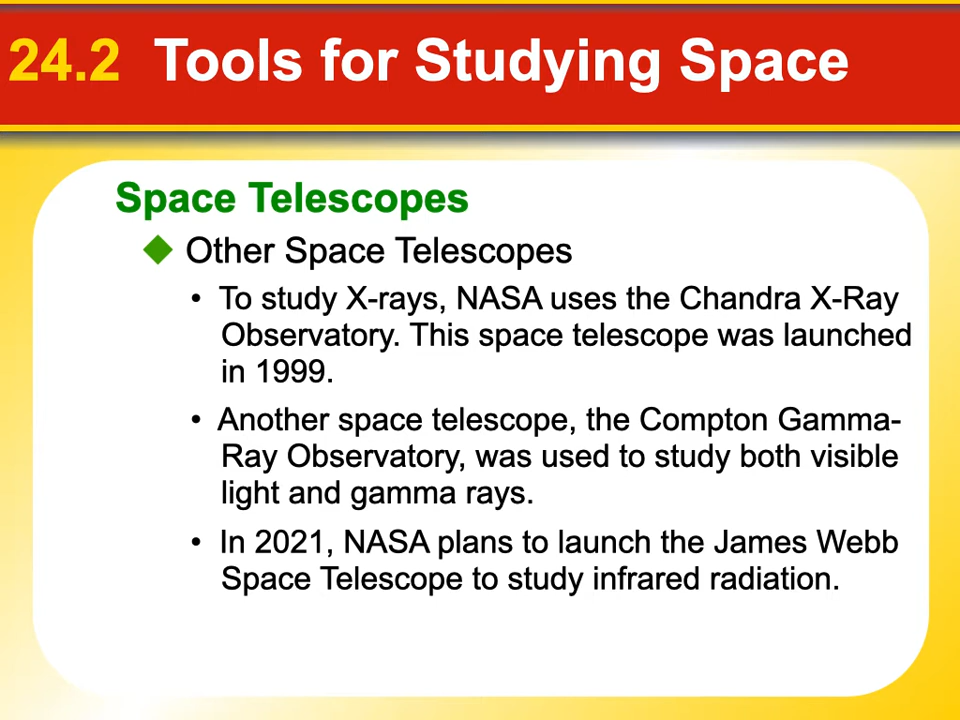 24.2 Tools for Studying Space
Space Telescopes
◆ Other Space Telescopes
• To study X-rays, NASA uses the Chandra X-Ray
Observatory. This space telescope was launched
in 1999.
• Another space telescope, the Compton Gamma-
Ray Observatory, was used to study both visible
light and gamma rays.
• In 2021, NASA plans to launch the James Webb
Space Telescope to study infrared radiation.